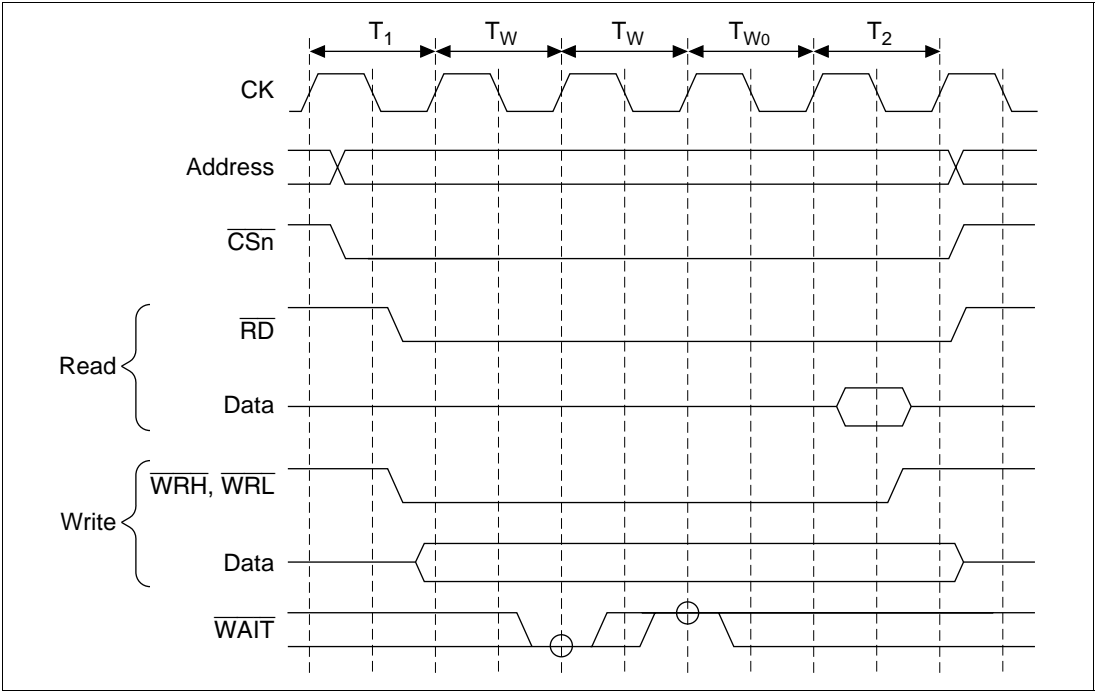 T1 TW TW TW0 T2
CK
Address
CSn
RD
Read
Data
WRH, WRL
Write
Data
WAIT